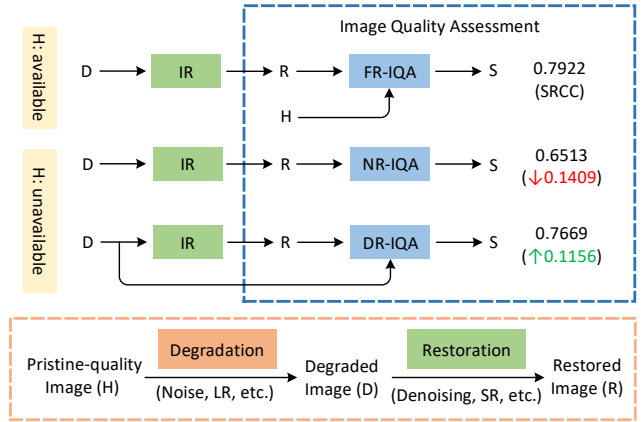 Image Quality Assessment
H: available
D
IR
R
FR-IQA
S
0.7922
(SRCC)
H
H: unavailable
D
IR
R
NR-IQA
S
0.6513
(↓0.1409)
D
IR
R
DR-IQA
S
0.7669
(↑0.1156)
Pristine-quality
Image (H)
Degradation
(Noise, LR, etc.)
Degraded
Image (D)
Restoration
(Denoising, SR, etc.)
Restored
Image (R)